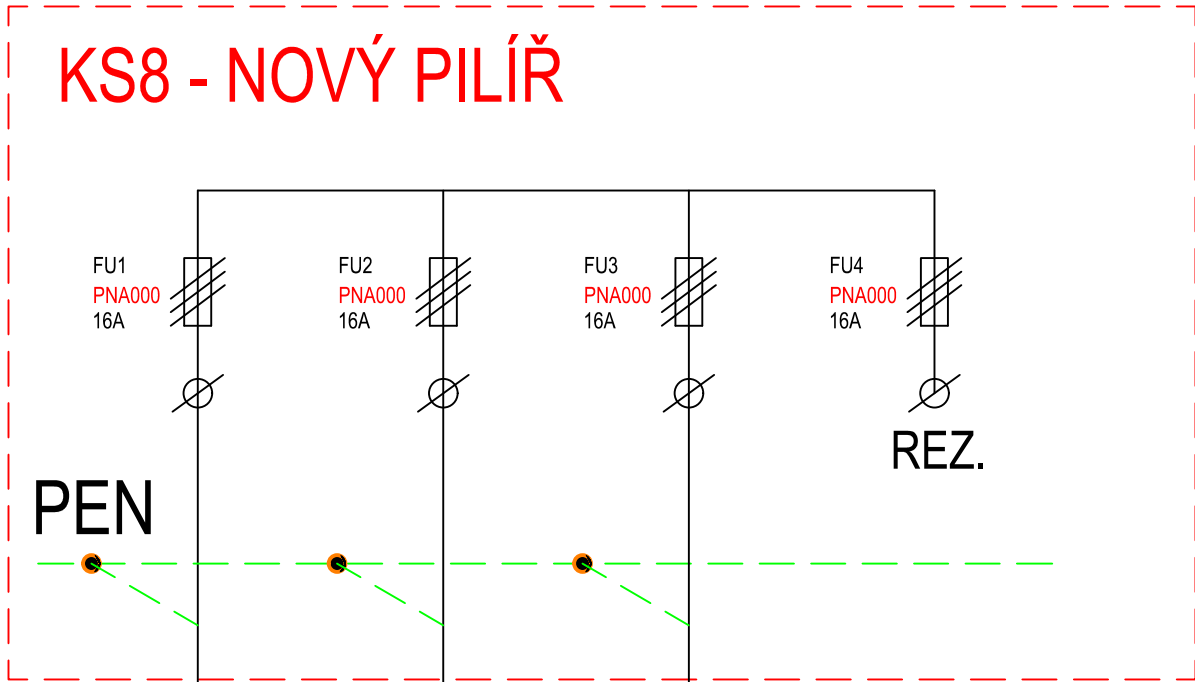 KS8 - NOVÝ PILÍŘ
FU1
PNA000
16A
FU2
PNA000
16A
FU3
PNA000
16A
FU4
PNA000
16A
REZ.
PEN